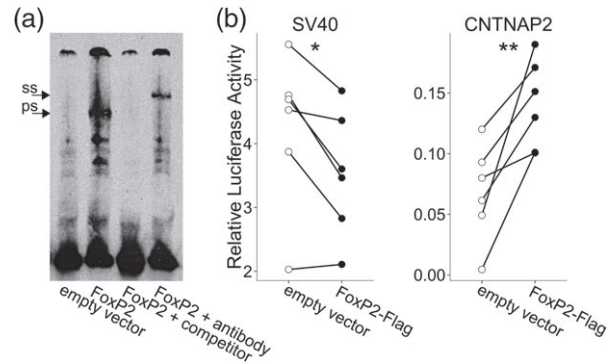 (a)
ss
ps
empty vector
FoxP2
FoxP2 + competitor
FoxP2 + antibody
(b)
SV40
*
Relative Luciferase Activity
5
4
3
2
empty vector
FoxP2-Flag
CNTNAP2
**
0.15
0.10
0.05
0.00
empty vector
FoxP2-Flag